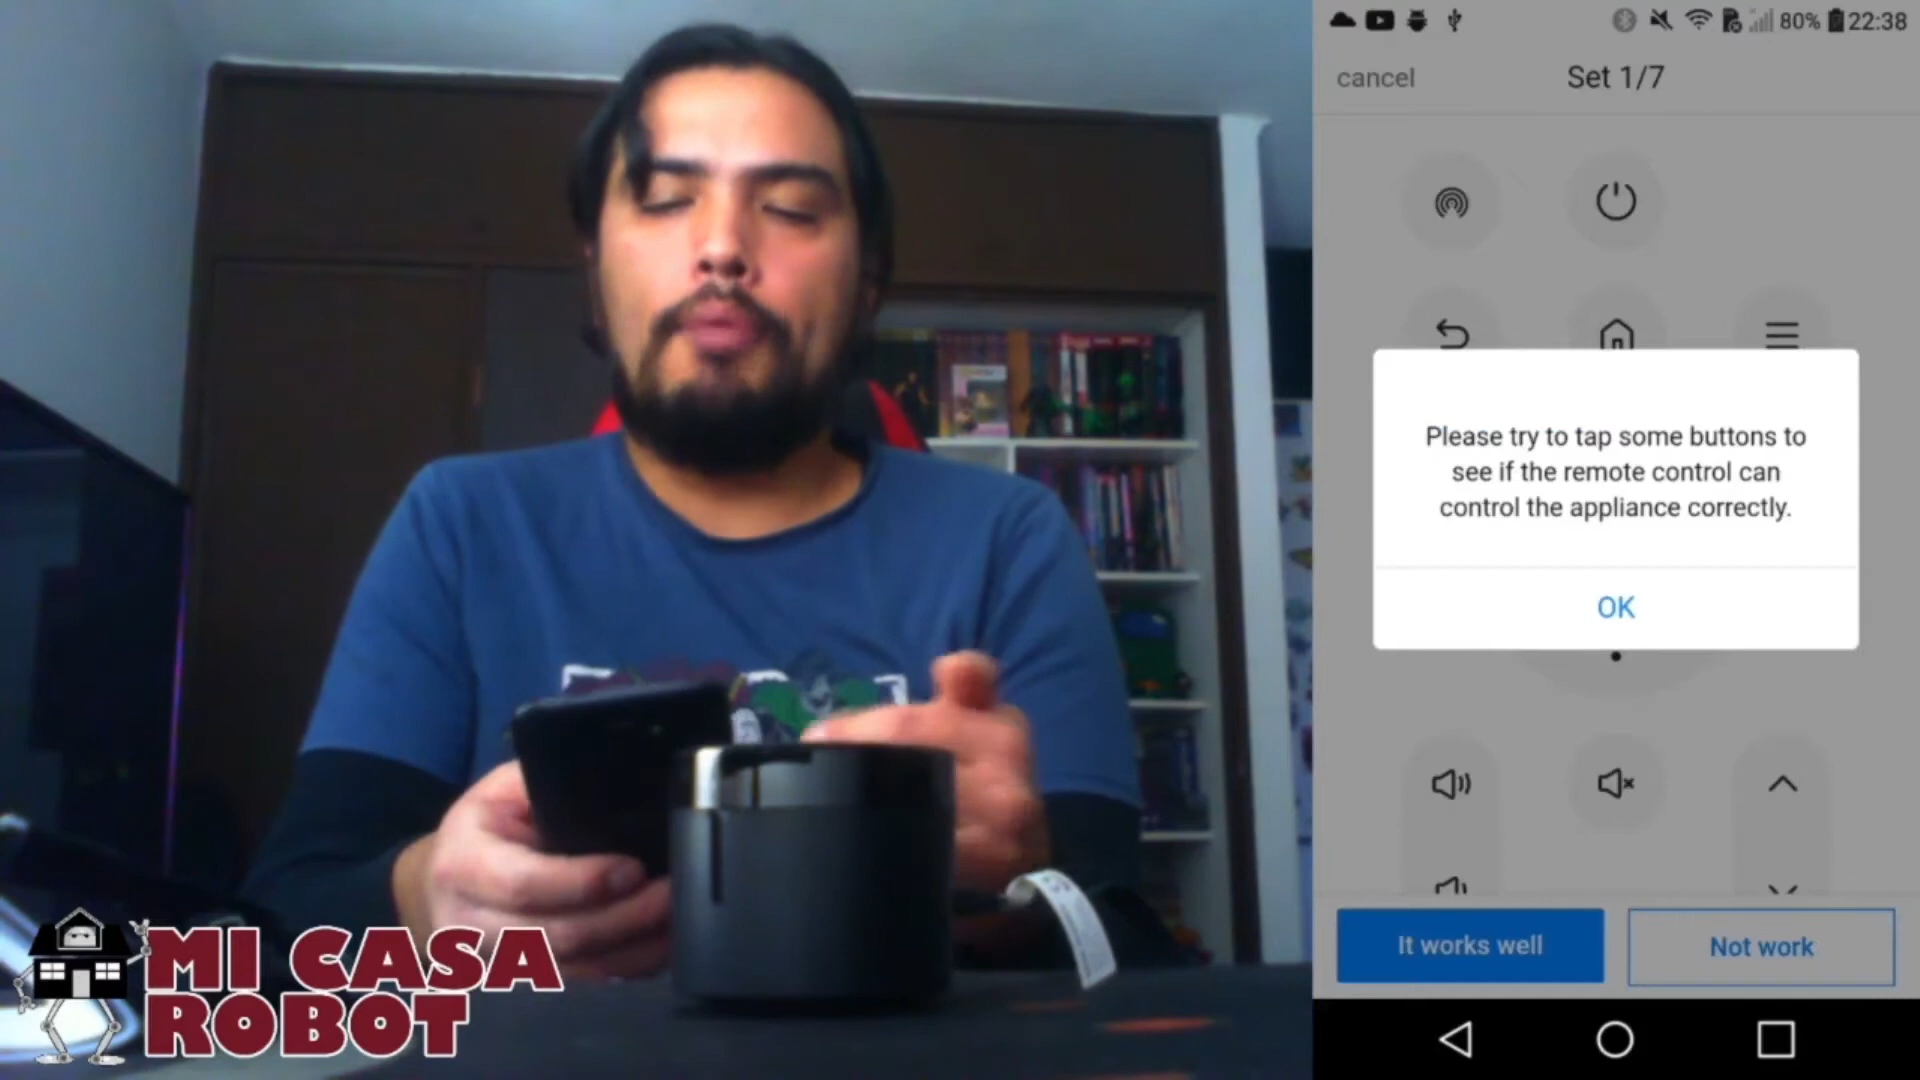 80% 22:38
cancel
Set 1/7
Please try to tap some buttons to
see if the remote control can
control the appliance correctly.
OK
It works well
Not work
MI CASA
ROBOT